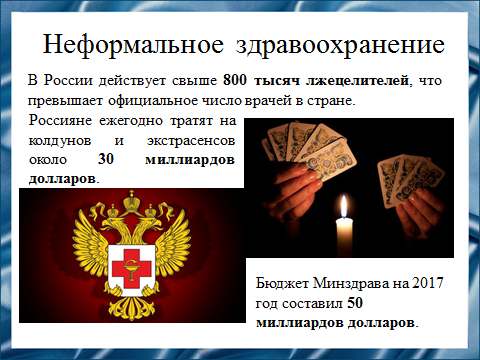 Неформальное здравоохранение
В России действует свыше 800 тысяч лжецелителей, что
превышает официальное число врачей в стране.
Россияне ежегодно тратят на
колдунов и экстрасенсов
около 30 миллиардов
долларов.
Бюджет Минздрава на 2017
год составил 50
миллиардов долларов.